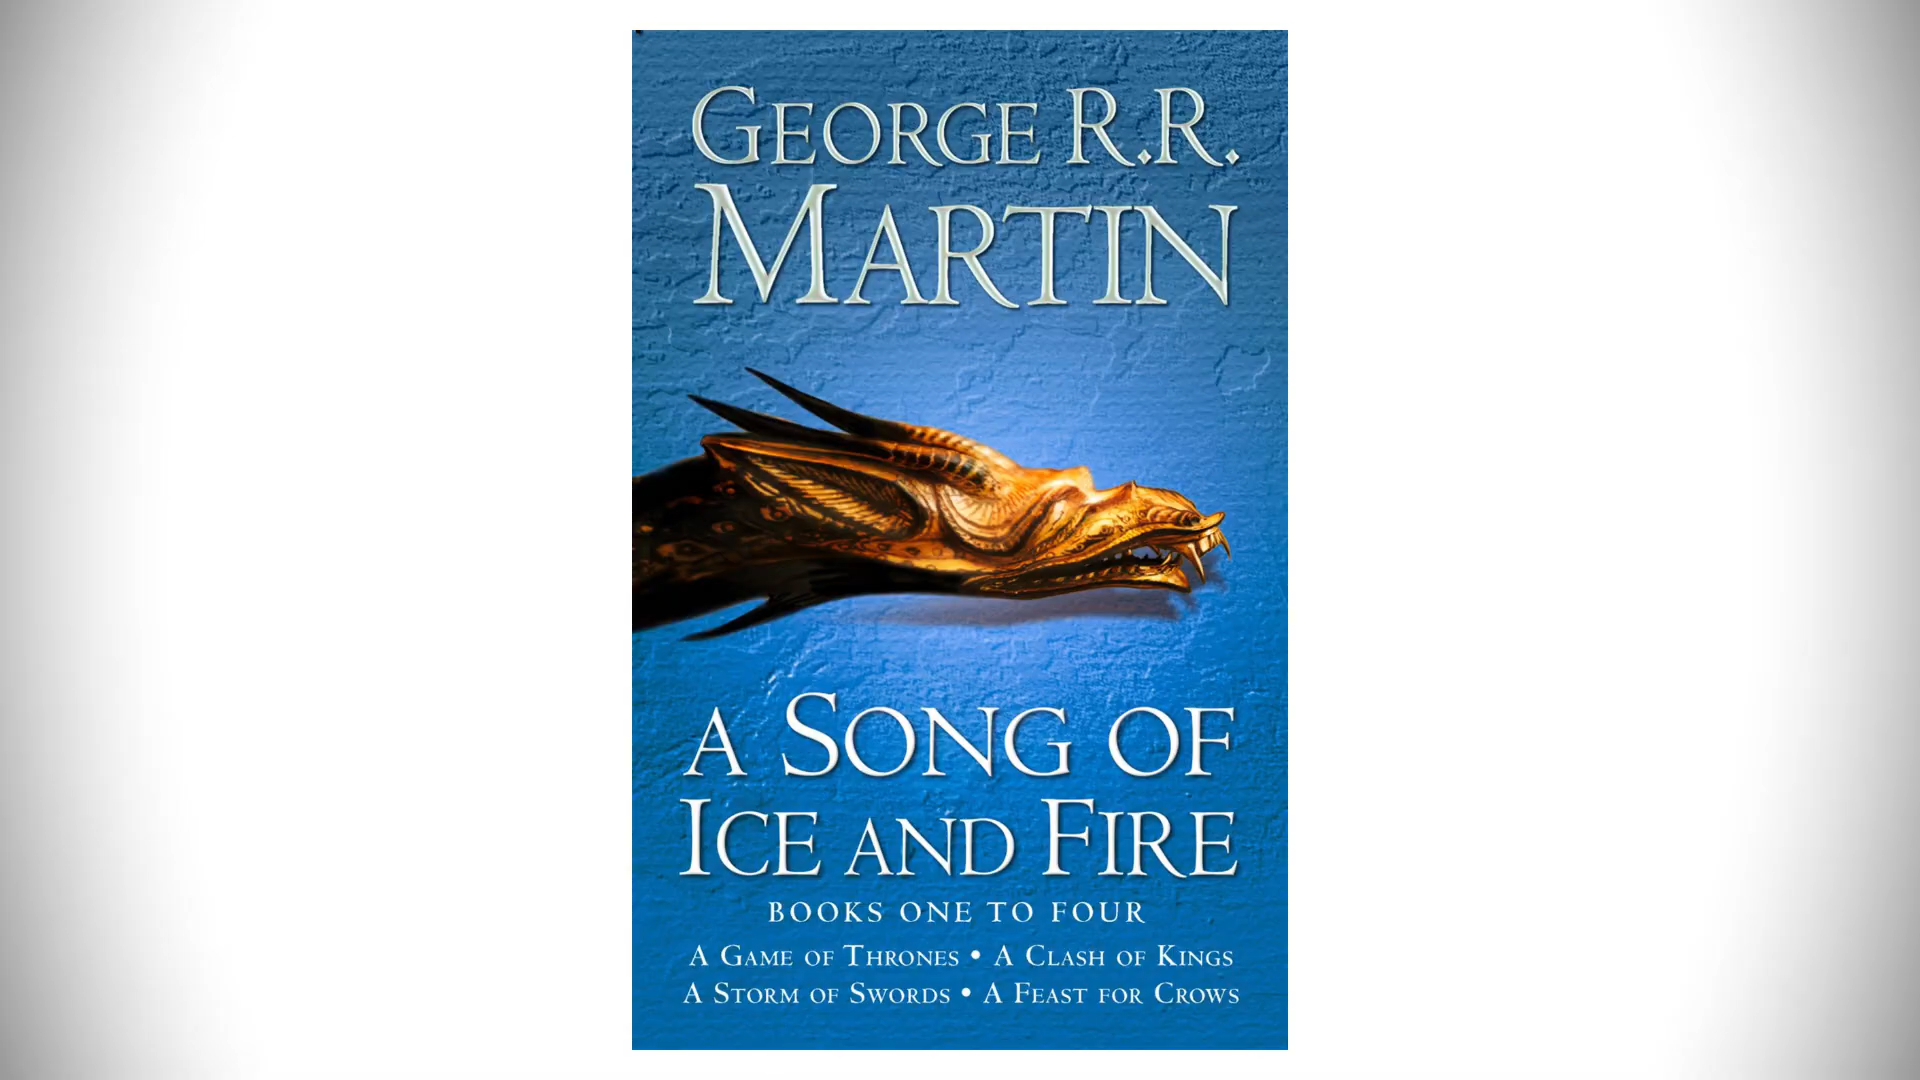 GEORGE R.R.
MARTIN
A SONG OF
ICE AND FIRE
BOOKS ONE TO FOUR
A GAME OF THRONES • A CLASH OF KINGS
A STORM OF SWORDS • A FEAST FOR CROWS